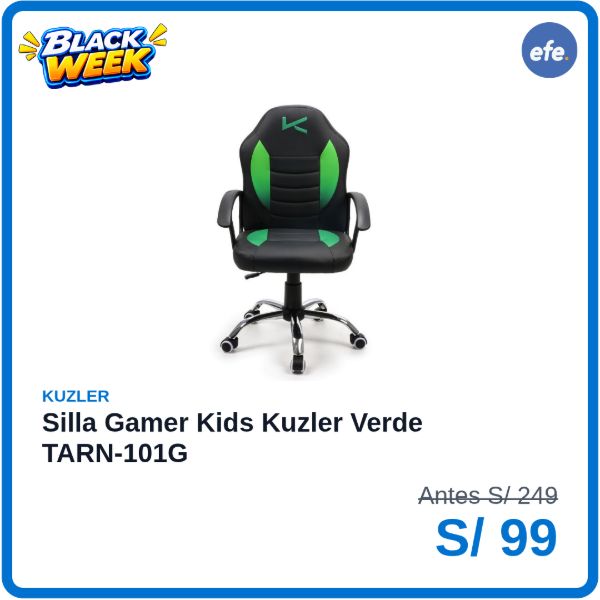 BLACK
WEEK
efe.
K
KUZLER
Silla Gamer Kids Kuzler Verde
TARN-101G
Antes S/ 249
S/ 99